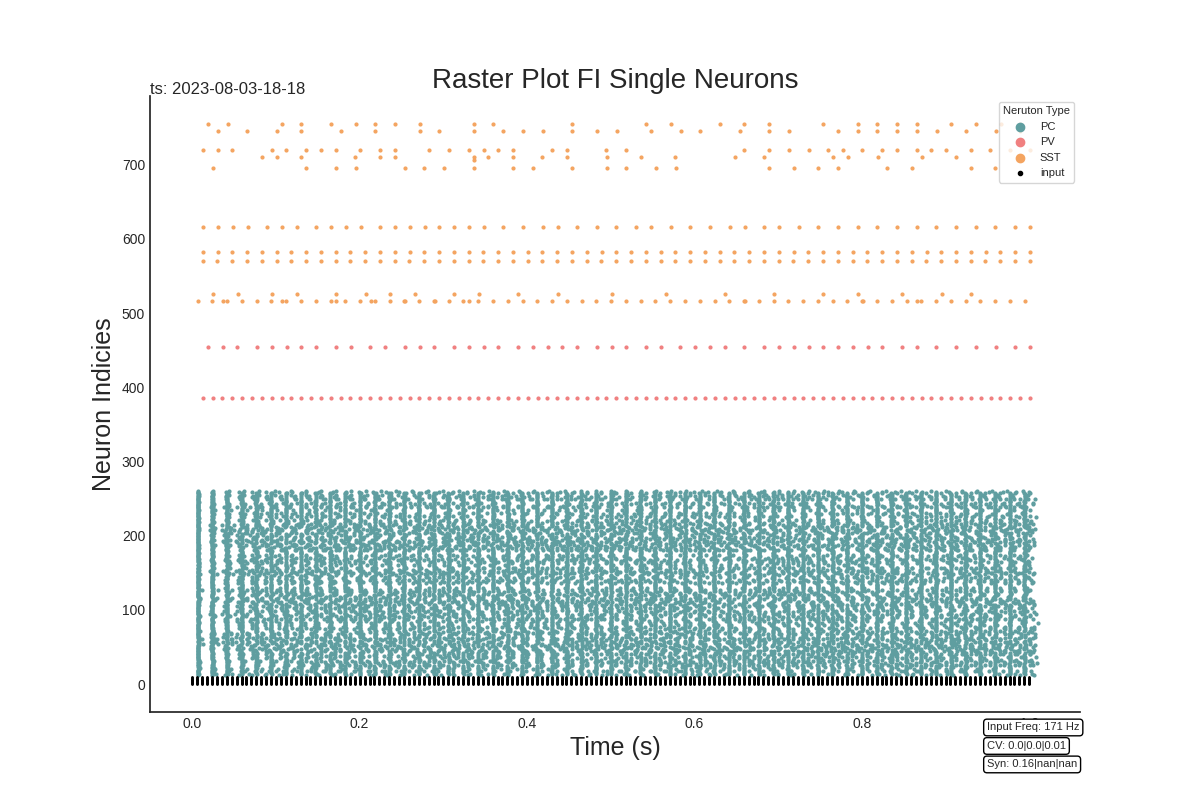 Raster Plot FI Single Neurons
ts: 2023-08-03-18-18
Neruton Type
PC
PV
SST
input
700
600
500
400
300
200
100
0
Neuron Indicies
0.0 0.2 0.4 0.6 0.8
Time (s)
Input Freq: 171 Hz
CV: 0.0|0.0|0.01
Syn: 0.16|nan|nan